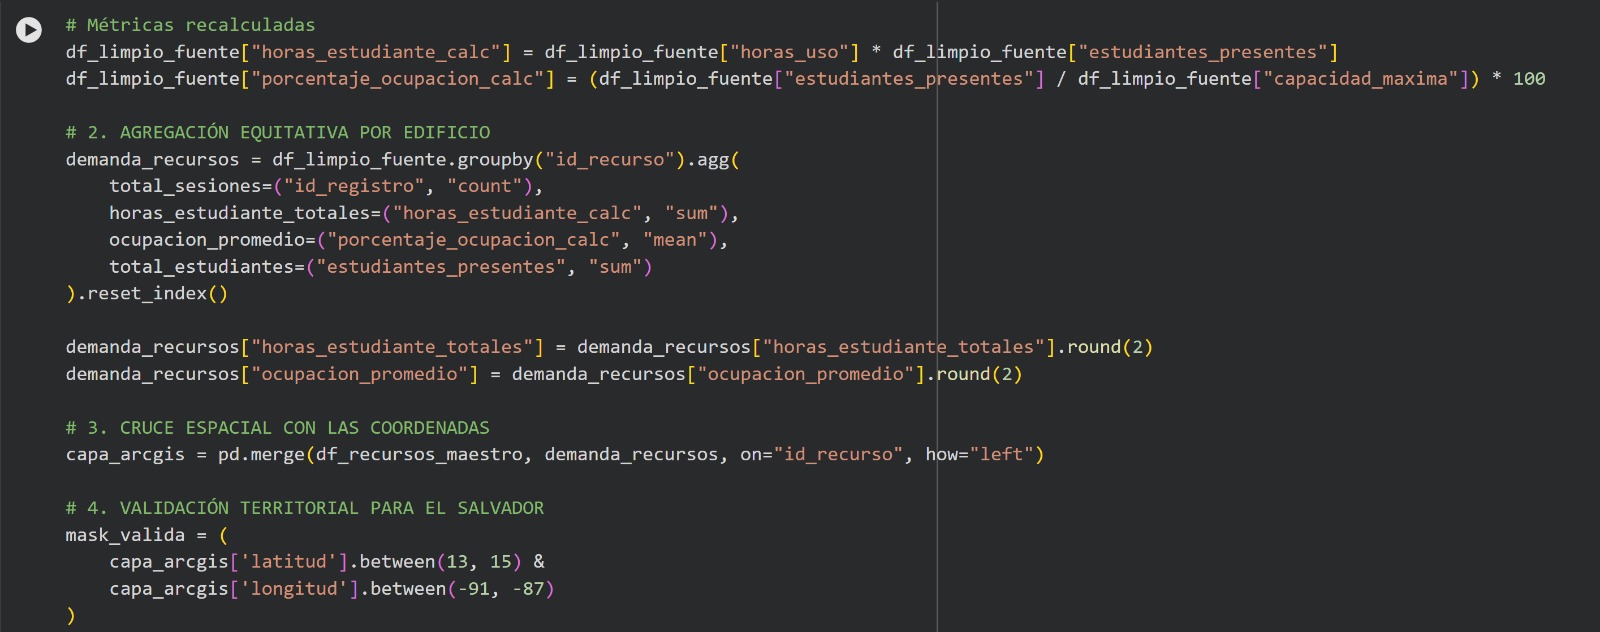 # Métricas recalculadas
df_limpio_fuente["horas_estudiante_calc"] = df_limpio_fuente["horas_uso"] * df_limpio_fuente["estudiantes_presentes"]
df_limpio_fuente["porcentaje_ocupacion_calc"] = (df_limpio_fuente["estudiantes_presentes"] / df_limpio_fuente["capacidad_maxima"]) * 100

# 2. AGREGACIÓN EQUITATIVA POR EDIFICIO
demanda_recursos = df_limpio_fuente.groupby("id_recurso").agg(
    total_sesiones=("id_registro", "count"),
    horas_estudiante_totales=("horas_estudiante_calc", "sum"),
    ocupacion_promedio=("porcentaje_ocupacion_calc", "mean"),
    total_estudiantes=("estudiantes_presentes", "sum")
).reset_index()

demanda_recursos["horas_estudiante_totales"] = demanda_recursos["horas_estudiante_totales"].round(2)
demanda_recursos["ocupacion_promedio"] = demanda_recursos["ocupacion_promedio"].round(2)

# 3. CRUCE ESPACIAL CON LAS COORDENADAS
capa_arcgis = pd.merge(df_recursos_maestro, demanda_recursos, on="id_recurso", how="left")

# 4. VALIDACIÓN TERRITORIAL PARA EL SALVADOR
mask_valida = (
    capa_arcgis['latitud'].between(13, 15) &
    capa_arcgis['longitud'].between(-91, -87)
)